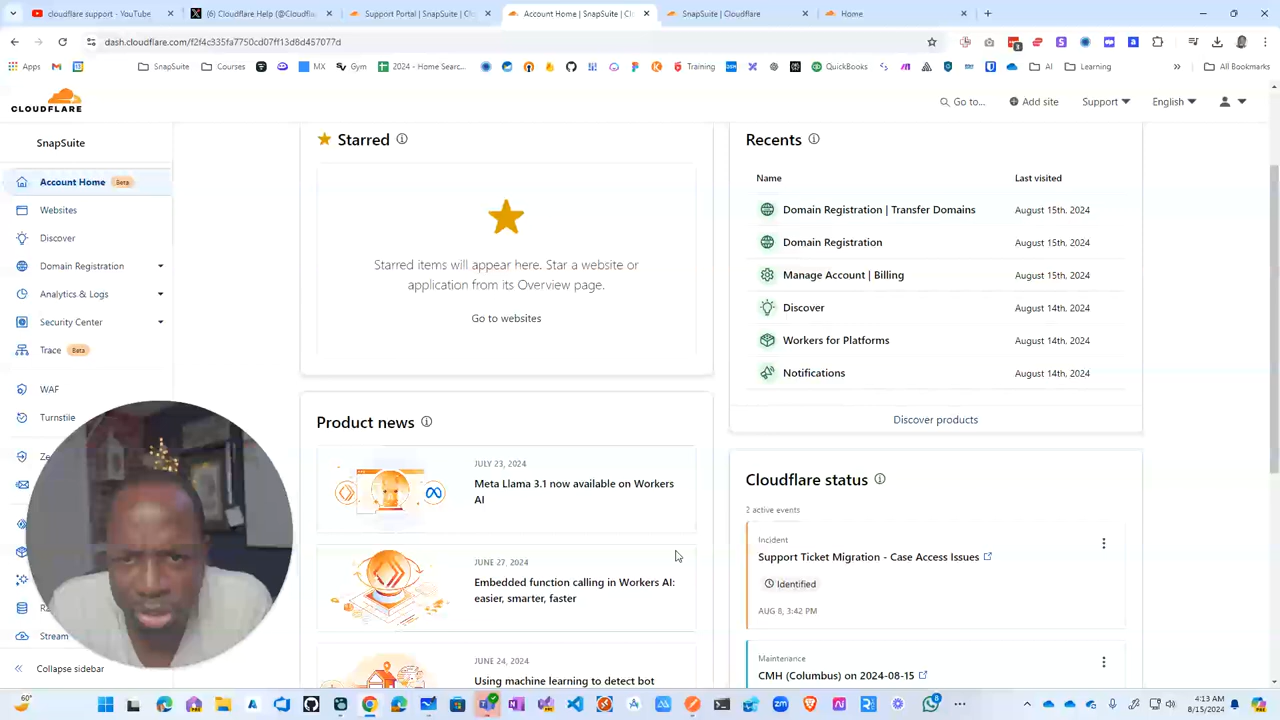 YouTube
(6) Cloudflare Help (@Cloudfla
Support Portal | SnapSuite | Cl
Account Home | SnapSuite | Cl
SnapSuite | Cloudflare
Home
dash.cloudflare.com/f2f4c335fa7750cd07ff13d8d457077d
Apps
SnapSuite
Courses
MX
Gym
2024 - Home Sear...
Training
QuickBooks
AI
Learning
All Bookmarks
CLOUDFLARE
Go to...
Add site
Support
English
SnapSuite
Account Home Beta
Websites
Discover
Domain Registration
Analytics & Logs
Security Center
Trace Beta
WAF
Turnstile
Stream
Collapse sidebar
Starred
Starred items will appear here. Star a website or
application from its Overview page.
Go to websites
Product news
JULY 23, 2024
Meta Llama 3.1 now available on Workers
AI
JUNE 27, 2024
Embedded function calling in Workers AI:
easier, smarter, faster
JUNE 24, 2024
Using machine learning to detect bot
Recents
Name Last visited
Domain Registration | Transfer Domains August 15th, 2024
Domain Registration August 15th, 2024
Manage Account | Billing August 15th, 2024
Discover August 14th, 2024
Workers for Platforms August 14th, 2024
Notifications August 14th, 2024
Discover products
Cloudflare status
2 active events
Incident
Support Ticket Migration - Case Access Issues
Identified
AUG 8, 3:42 PM
Maintenance
CMH (Columbus) on 2024-08-15
60°
4:13 AM
8/15/2024